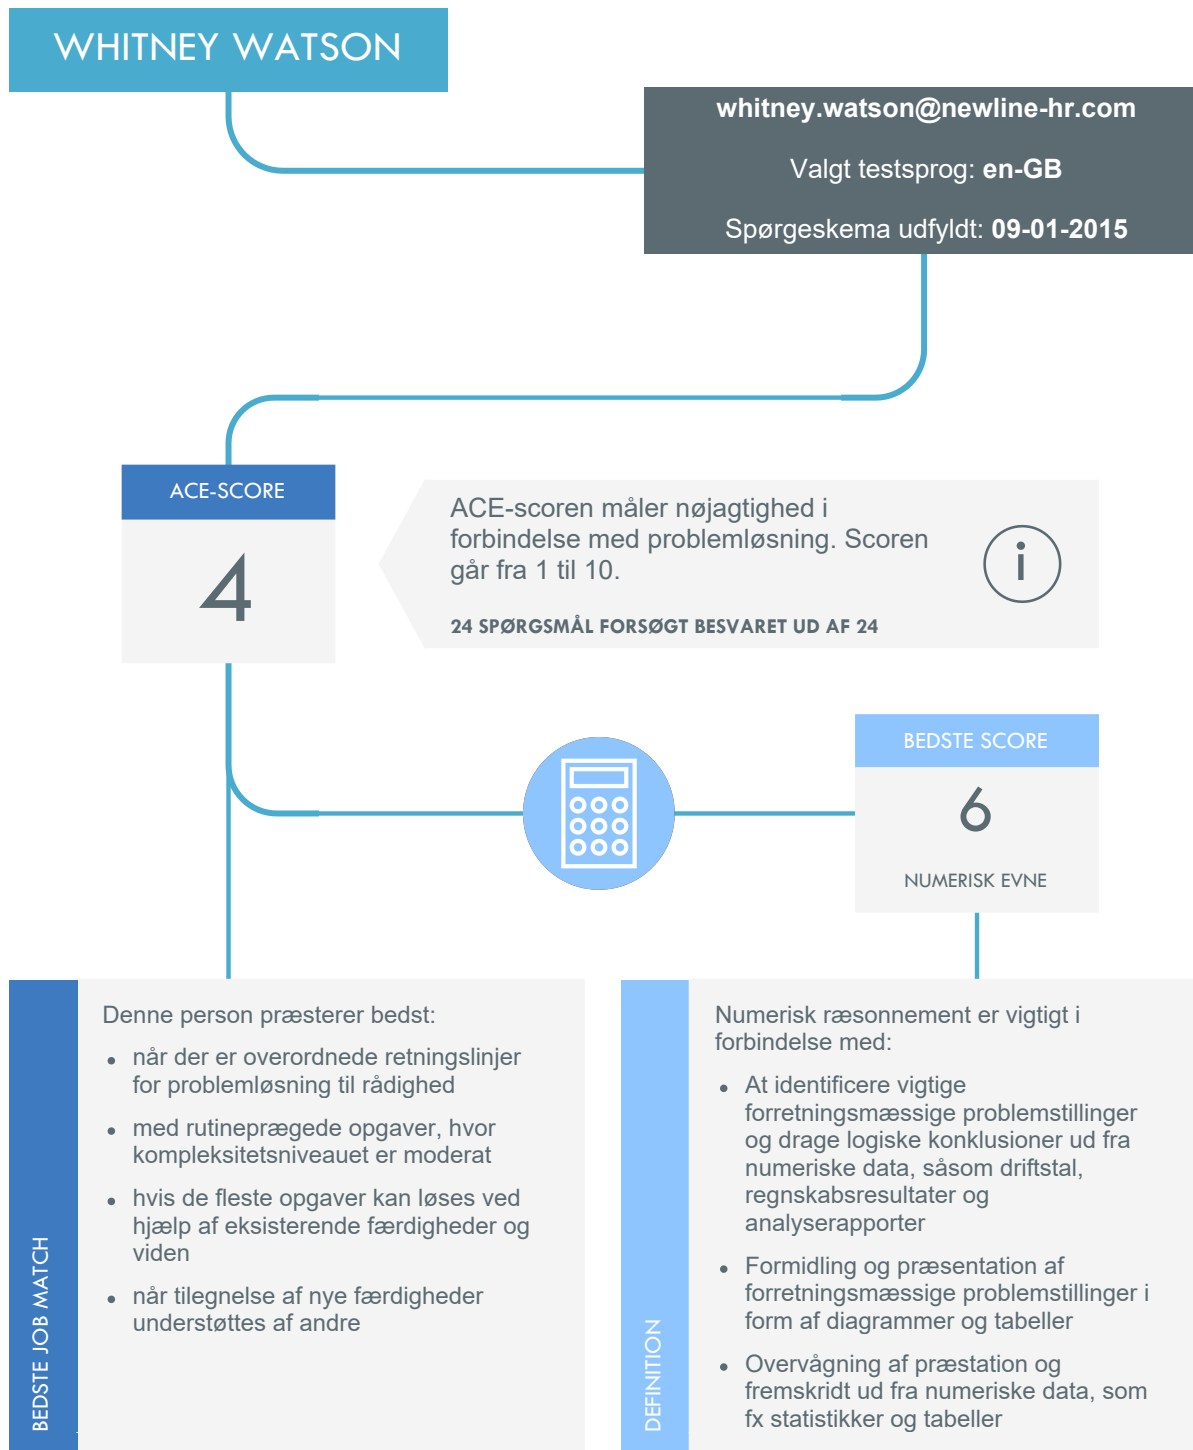 WHITNEY WATSON
whitney.watson@newline-hr.com
Valgt testsprog: en-GB
Spørgeskema udfyldt: 09-01-2015
ACE-SCORE
4
ACE-scoren måler nøjagtighed i
forbindelse med problemløsning. Scoren
går fra 1 til 10.
24 SPØRGSMÅL FORSØGT BESVARET UD AF 24
i
BEDSTE SCORE
6
NUMERISK EVNE
BEDSTE JOB MATCH
Denne person præsterer bedst:
• når der er overordnede retningslinjer
for problemløsning til rådighed
• med rutineprægede opgaver, hvor
kompleksitetsniveauet er moderat
• hvis de fleste opgaver kan løses ved
hjælp af eksisterende færdigheder og
viden
• når tilegnelse af nye færdigheder
understøttes af andre
DEFINITION
Numerisk ræsonnement er vigtigt i
forbindelse med:
• At identificere vigtige
forretningsmæssige problemstillinger
og drage logiske konklusioner ud fra
numeriske data, såsom driftstal,
regnskabsresultater og
analyserapporter
• Formidling og præsentation af
forretningsmæssige problemstillinger i
form af diagrammer og tabeller
• Overvågning af præstation og
fremskridt ud fra numeriske data, som
fx statistikker og tabeller